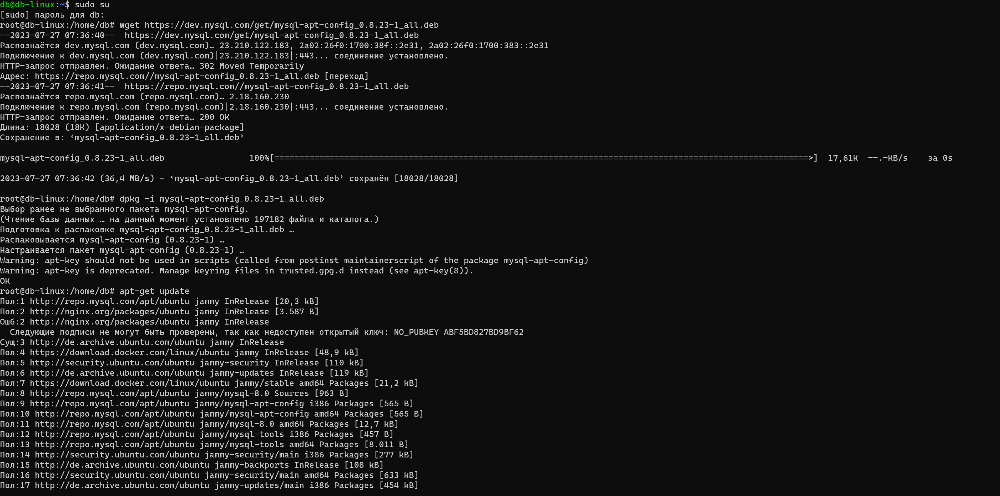 db@db-linux:~$ sudo su
[sudo] пароль для db:
root@db-linux:/home/db# wget https://dev.mysql.com/get/mysql-apt-config_0.8.23-1_all.deb
--2023-07-27 07:36:40--  https://dev.mysql.com/get/mysql-apt-config_0.8.23-1_all.deb
Распознаётся dev.mysql.com (dev.mysql.com)… 23.210.122.183, 2a02:26f0:1700:38f::2e31, 2a02:26f0:1700:383::2e31
Подключение к dev.mysql.com (dev.mysql.com)|23.210.122.183|:443... соединение установлено.
HTTP-запрос отправлен. Ожидание ответа… 302 Moved Temporarily
Адрес: https://repo.mysql.com//mysql-apt-config_0.8.23-1_all.deb [переход]
--2023-07-27 07:36:41--  https://repo.mysql.com//mysql-apt-config_0.8.23-1_all.deb
Распознаётся repo.mysql.com (repo.mysql.com)… 2.18.160.230
Подключение к repo.mysql.com (repo.mysql.com)|2.18.160.230|:443... соединение установлено.
HTTP-запрос отправлен. Ожидание ответа… 200 OK
Длина: 18028 (18K) [application/x-debian-package]
Сохранение в: ‘mysql-apt-config_0.8.23-1_all.deb’
mysql-apt-config_0.8.23-1_all.deb 100%[===========================================================================================================>] 17,61K --.-KB/s за 0s
2023-07-27 07:36:42 (36,4 MB/s) - ‘mysql-apt-config_0.8.23-1_all.deb’ сохранён [18028/18028]
root@db-linux:/home/db# dpkg -i mysql-apt-config_0.8.23-1_all.deb
Выбор ранее не выбранного пакета mysql-apt-config.
(Чтение базы данных … на данный момент установлено 197182 файла и каталога.)
Подготовка к распаковке mysql-apt-config_0.8.23-1_all.deb …
Распаковывается mysql-apt-config (0.8.23-1) …
Настраивается пакет mysql-apt-config (0.8.23-1) …
Warning: apt-key should not be used in scripts (called from postinst maintainerscript of the package mysql-apt-config)
Warning: apt-key is deprecated. Manage keyring files in trusted.gpg.d instead (see apt-key(8)).
OK
root@db-linux:/home/db# apt-get update
Пол:1 http://repo.mysql.com/apt/ubuntu jammy InRelease [20,3 kB]
Пол:2 http://nginx.org/packages/ubuntu jammy InRelease [3.587 B]
Ошб:2 http://nginx.org/packages/ubuntu jammy InRelease
  Следующие подписи не могут быть проверены, так как недоступен открытый ключ: NO_PUBKEY ABF5BD827BD9BF62
Сущ:3 http://de.archive.ubuntu.com/ubuntu jammy InRelease
Пол:4 https://download.docker.com/linux/ubuntu jammy InRelease [48,9 kB]
Пол:5 http://security.ubuntu.com/ubuntu jammy-security InRelease [110 kB]
Пол:6 http://de.archive.ubuntu.com/ubuntu jammy-updates InRelease [119 kB]
Пол:7 https://download.docker.com/linux/ubuntu jammy/stable amd64 Packages [21,2 kB]
Пол:8 http://repo.mysql.com/apt/ubuntu jammy/mysql-8.0 Sources [963 B]
Пол:9 http://repo.mysql.com/apt/ubuntu jammy/mysql-apt-config i386 Packages [565 B]
Пол:10 http://repo.mysql.com/apt/ubuntu jammy/mysql-apt-config amd64 Packages [565 B]
Пол:11 http://repo.mysql.com/apt/ubuntu jammy/mysql-8.0 amd64 Packages [12,7 kB]
Пол:12 http://repo.mysql.com/apt/ubuntu jammy/mysql-tools i386 Packages [457 B]
Пол:13 http://repo.mysql.com/apt/ubuntu jammy/mysql-tools amd64 Packages [8.011 B]
Пол:14 http://security.ubuntu.com/ubuntu jammy-security/main i386 Packages [277 kB]
Пол:15 http://de.archive.ubuntu.com/ubuntu jammy-backports InRelease [108 kB]
Пол:16 http://security.ubuntu.com/ubuntu jammy-security/main amd64 Packages [633 kB]
Пол:17 http://de.archive.ubuntu.com/ubuntu jammy-updates/main i386 Packages [454 kB]